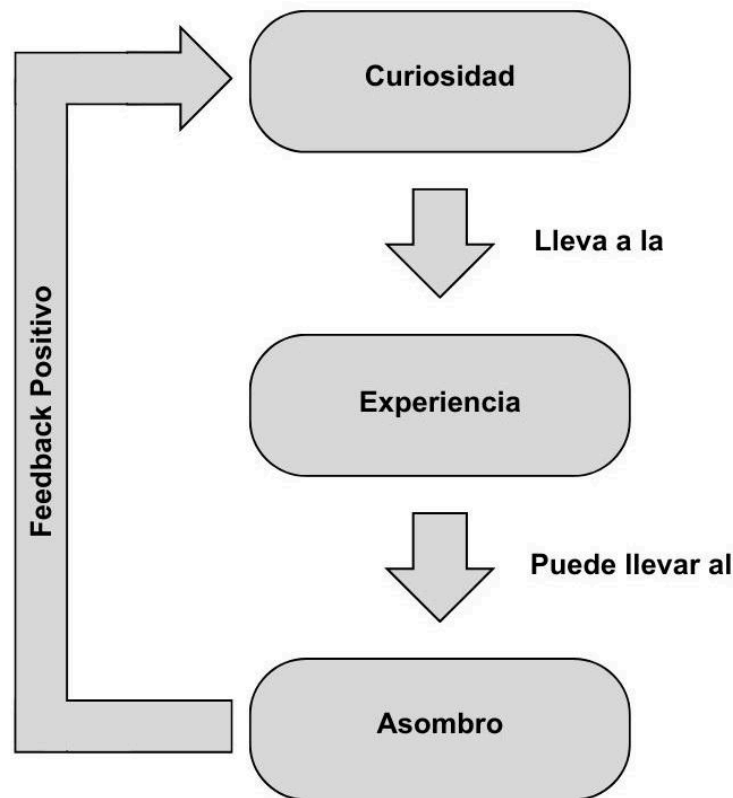 Curiosidad
Lleva a la
Experiencia
Puede llevar al
Asombro
Feedback Positivo